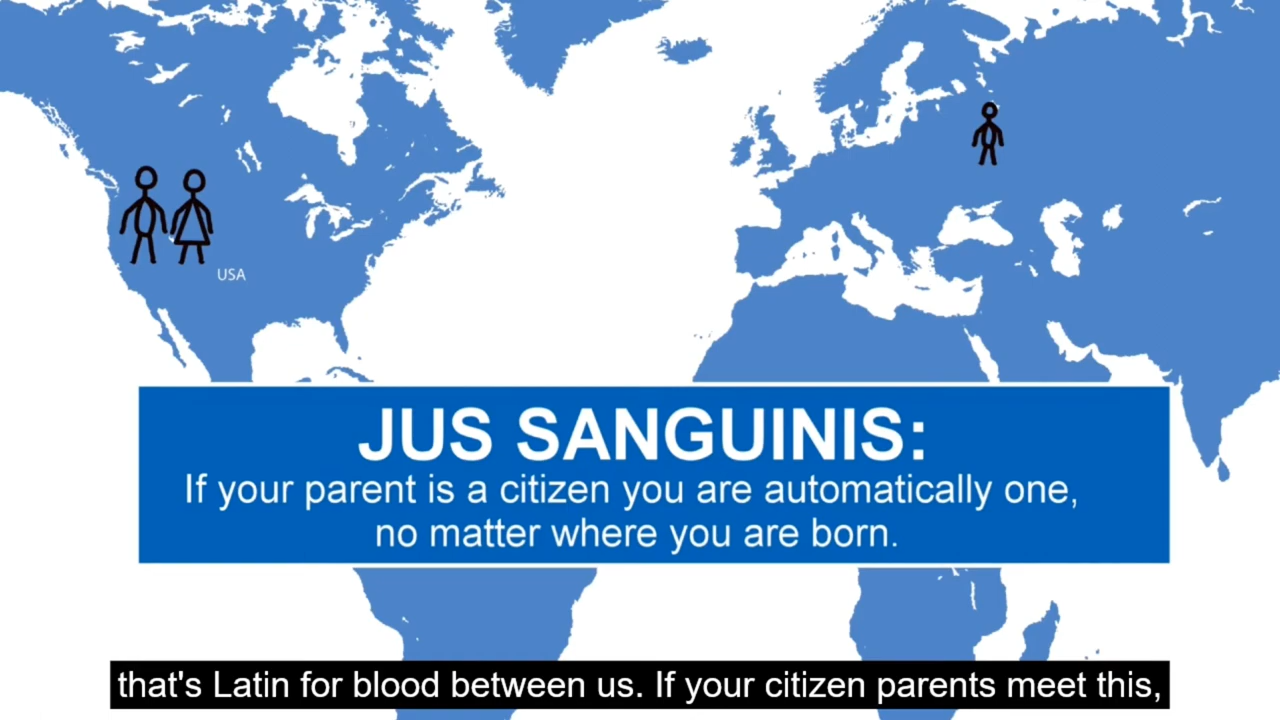 USA
JUS SANGUINIS:
If your parent is a citizen you are automatically one,
no matter where you are born.
that's Latin for blood between us. If your citizen parents meet this,